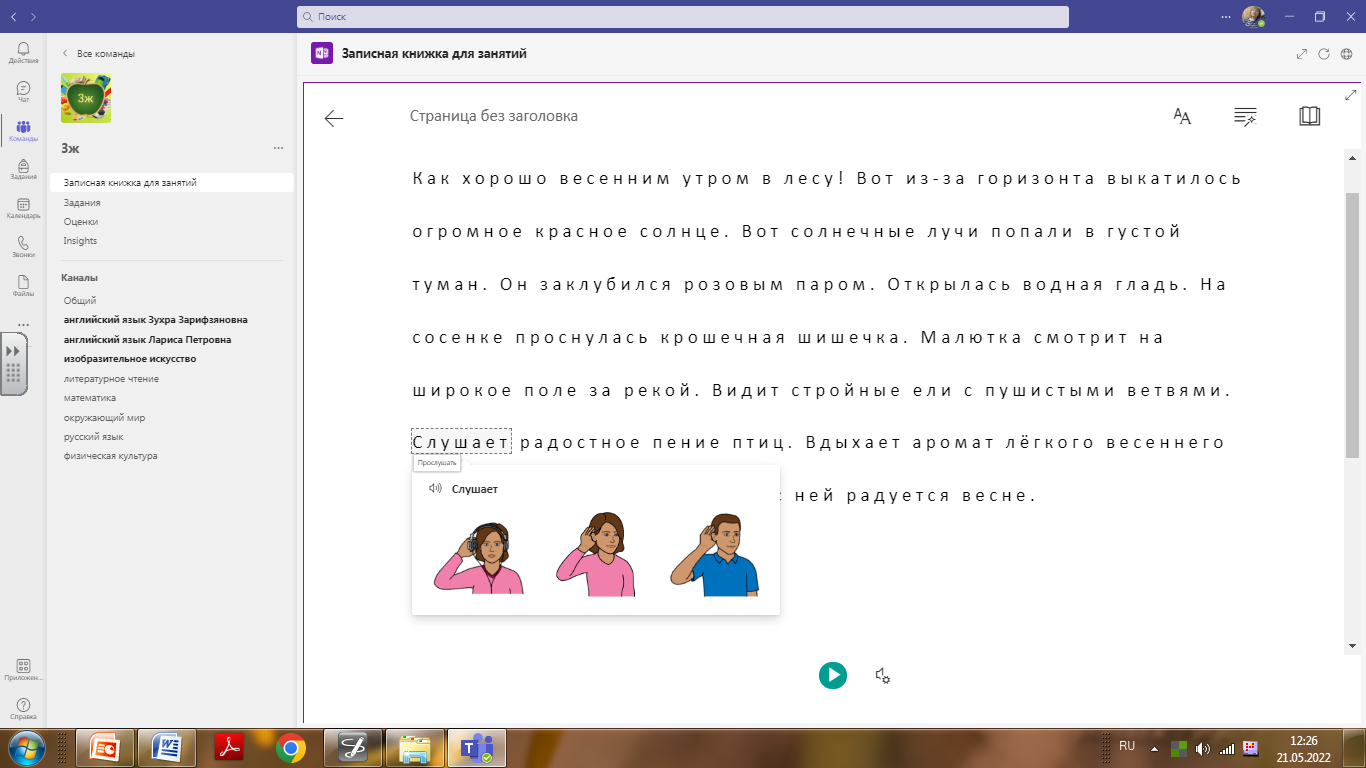 Поиск
Действия
Чат
Команды
Задания
Календарь
Звонки
Файлы
Приложен...
Справка
Все команды
3ж
3ж
Записная книжка для занятий
Задания
Оценки
Insights
Каналы
Общий
английский язык Зухра Зарифзяновна
английский язык Лариса Петровна
изобразительное искусство
литературное чтение
математика
окружающий мир
русский язык
физическая культура
Записная книжка для занятий
Страница без заголовка
Как хорошо весенним утром в лесу! Вот из-за горизонта выкатилось
огромное красное солнце. Вот солнечные лучи попали в густой
туман. Он заклубился розовым паром. Открылась водная гладь. На
сосенке проснулась крошечная шишечка. Малютка смотрит на
широкое поле за рекой. Видит стройные ели с пушистыми ветвями.
Слушает радостное пение птиц. Вдыхает аромат лёгкого весеннего
с ней радуется весне.
Прослушать
Слушает
RU
12:26
21.05.2022